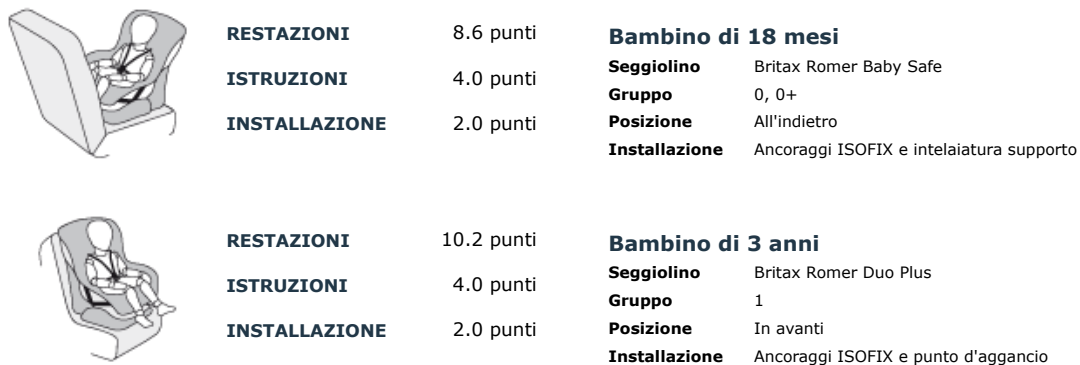 RESTAZIONI 8.6 punti
ISTRUZIONI 4.0 punti
INSTALLAZIONE 2.0 punti
Bambino di 18 mesi
Seggiolino Britax Romer Baby Safe
Gruppo 0, 0+
Posizione All'indietro
Installazione Ancoraggi ISOFIX e intelaiatura supporto
RESTAZIONI 10.2 punti
ISTRUZIONI 4.0 punti
INSTALLAZIONE 2.0 punti
Bambino di 3 anni
Seggiolino Britax Romer Duo Plus
Gruppo 1
Posizione In avanti
Installazione Ancoraggi ISOFIX e punto d'aggancio